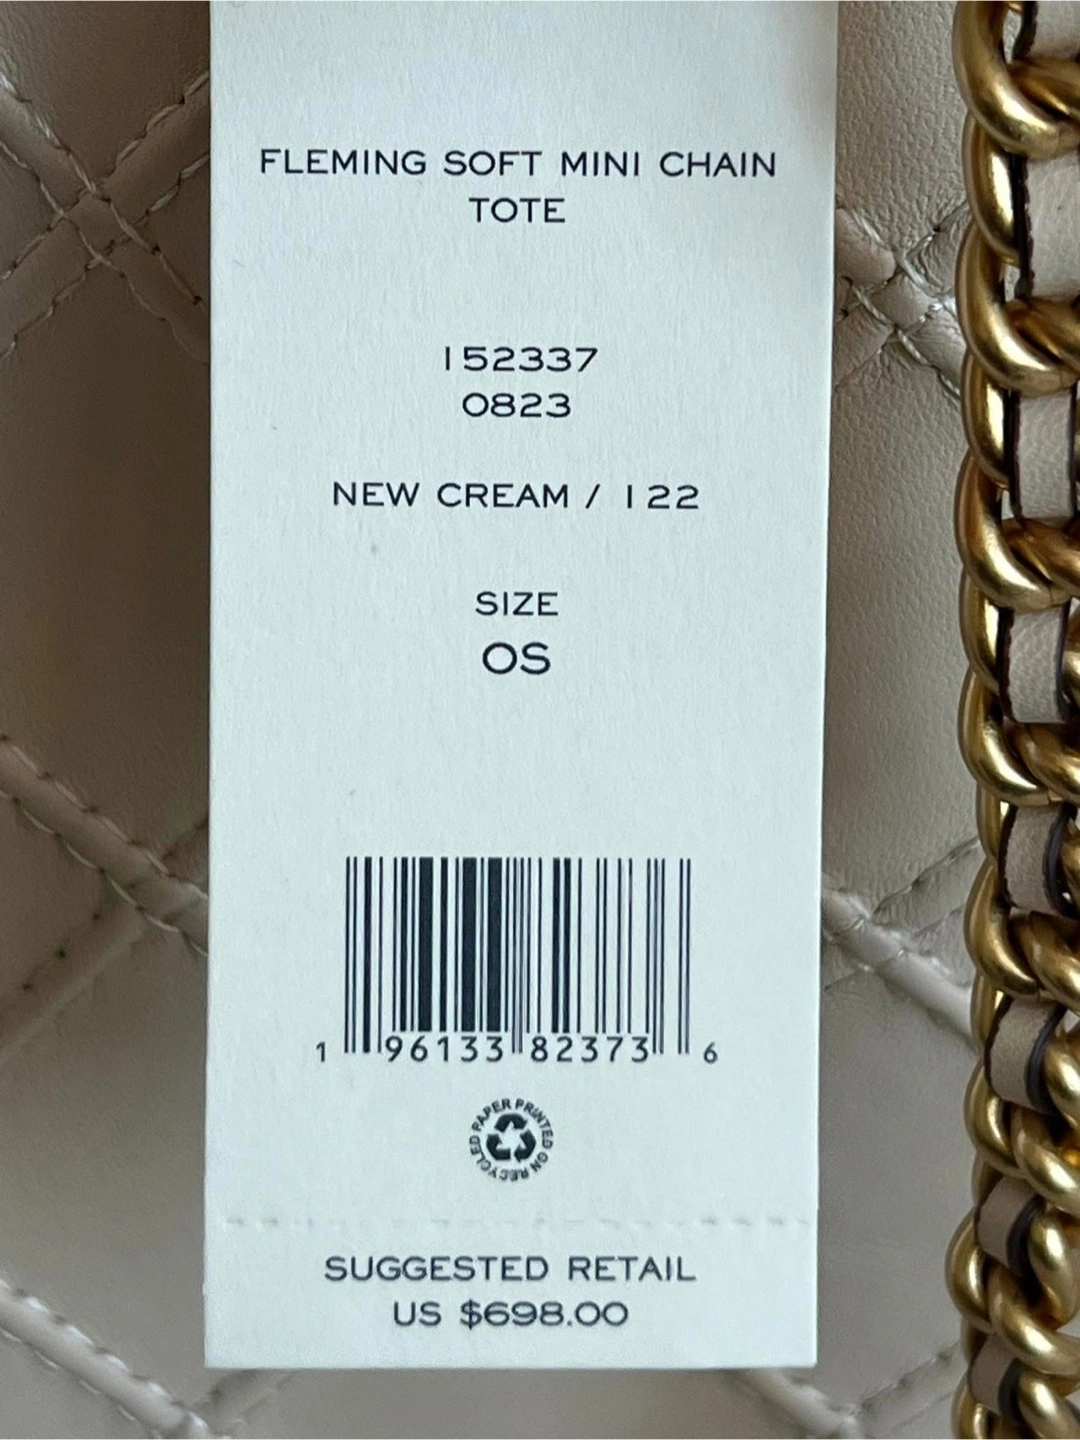 FLEMING SOFT MINI CHAIN
TOTE
152337
0823
NEW CREAM / 122
SIZE
OS
1 96133 82373 6
PAPER PRINTED ON RECYCLED
SUGGESTED RETAIL
US $698.00